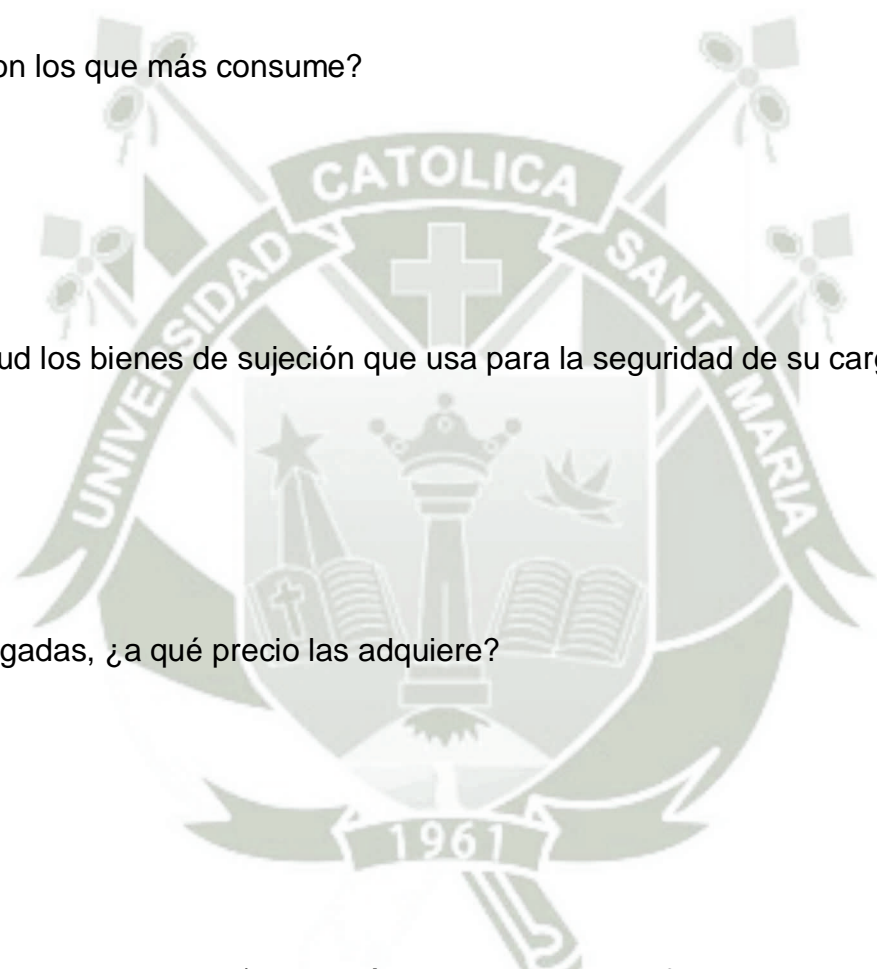 on los que más consume?
CATOLICA
UNIVERSIDAD
SANTA MARIA
ud los bienes de sujeción que usa para la seguridad de su carg
gadas, ¿a qué precio las adquiere?
1961